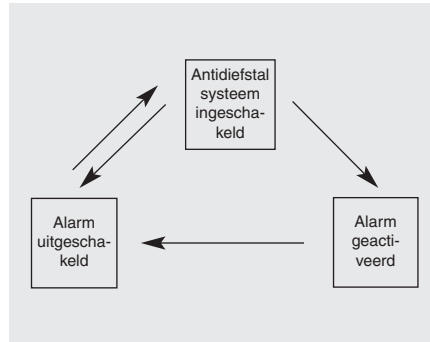 Antidiefstal
systeem
ingescha-
keld
Alarm
uitgescha-
keld
Alarm
geacti-
veerd